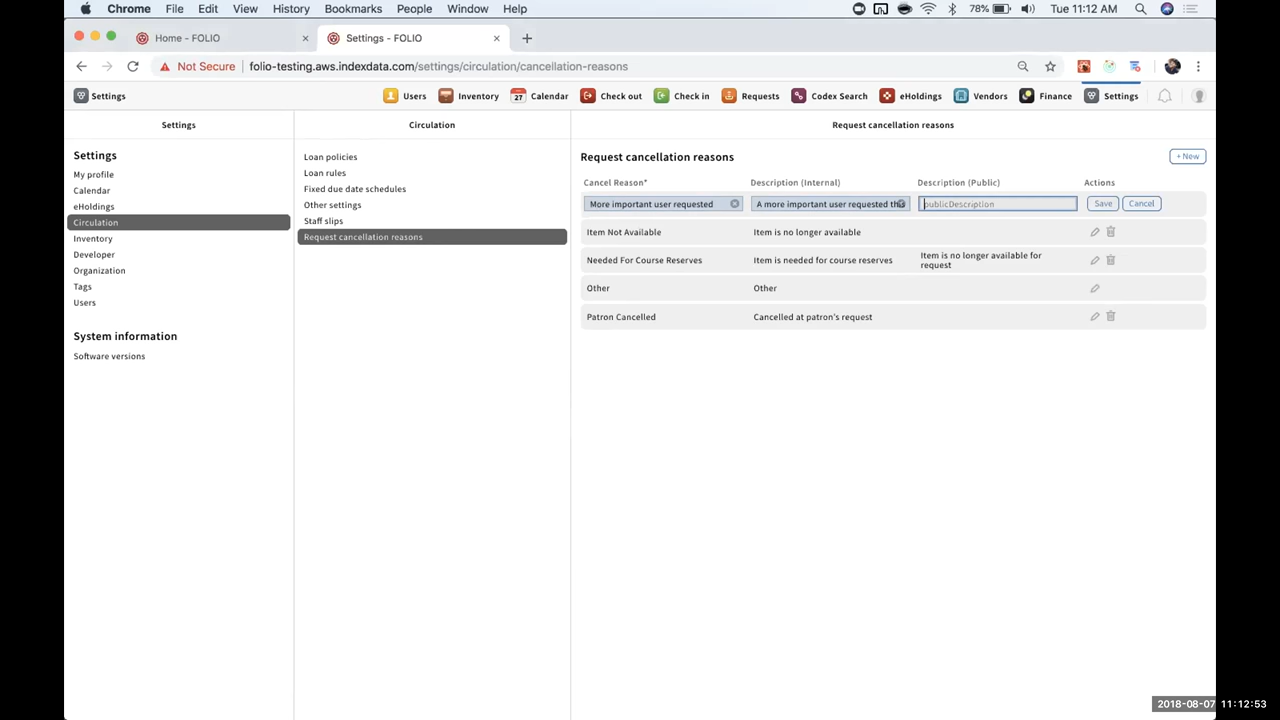 Chrome File Edit View History Bookmarks People Window Help 78% Tue 11:12 AM
Home - FOLIO × Settings - FOLIO × +
Not Secure folio-testing.aws.indexdata.com/settings/circulation/cancellation-reasons
Settings Users Inventory 27 Calendar Check out Check in Requests Codex Search eHoldings Vendors Finance Settings
Settings Circulation Request cancellation reasons
Settings
My profile
Calendar
eHoldings
Circulation
Inventory
Developer
Organization
Tags
Users
System information
Software versions
Loan policies
Loan rules
Fixed due date schedules
Other settings
Staff slips
Request cancellation reasons
Request cancellation reasons + New
Cancel Reason* Description (Internal) Description (Public) Actions
More important user requested A more important user requested publicDescription Save Cancel
Item Not Available Item is no longer available
Needed For Course Reserves Item is needed for course reserves Item is no longer available for
request
Other Other
Patron Cancelled Cancelled at patron's request
2018-08-07 11:12:53